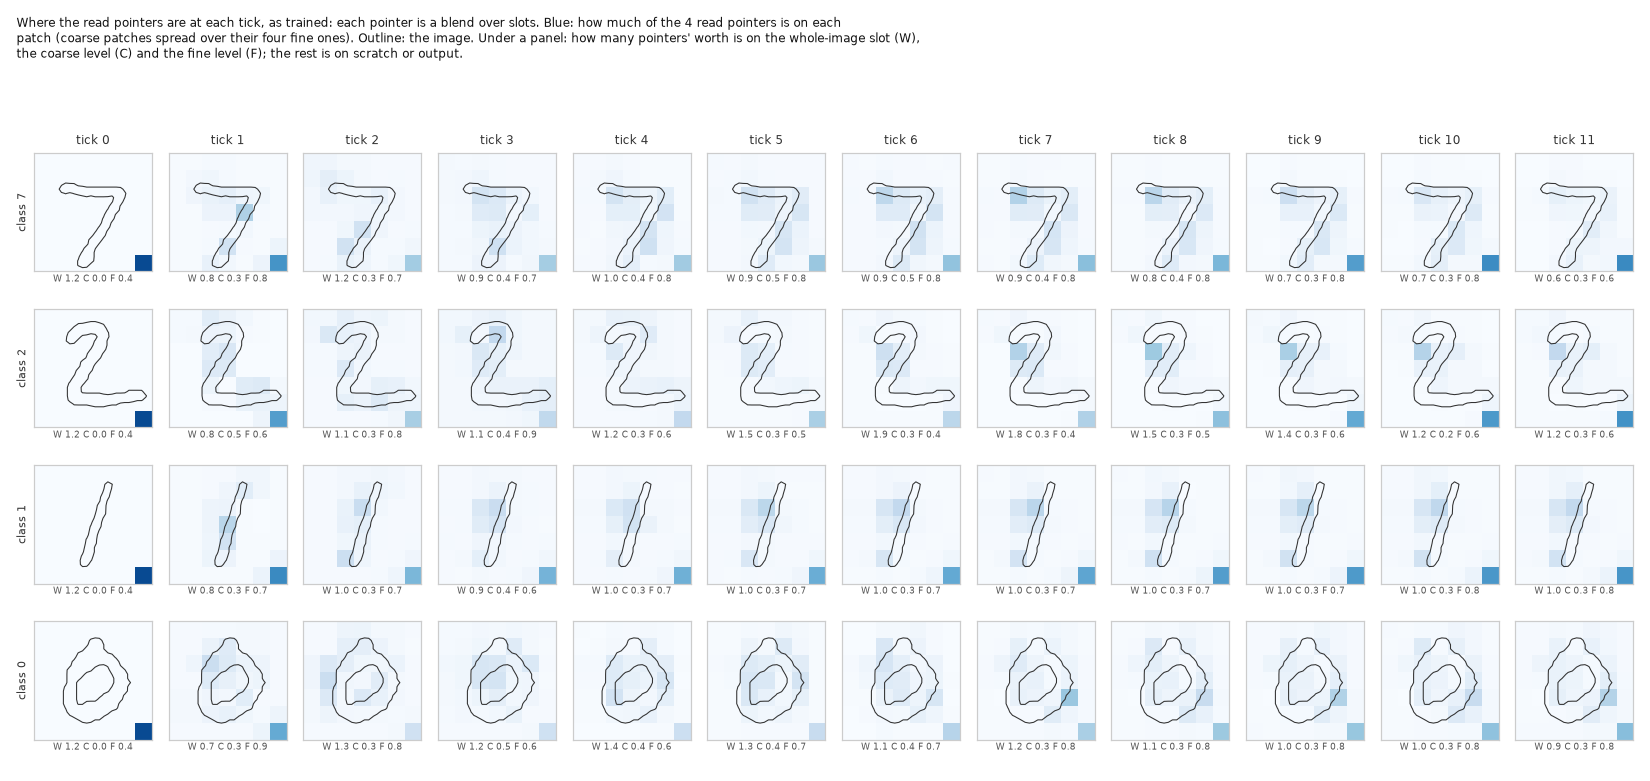 Where the read pointers are at each tick, as trained: each pointer is a blend over slots. Blue: how much of the 4 read pointers is on each
patch (coarse patches spread over their four fine ones). Outline: the image. Under a panel: how many pointers' worth is on the whole-image slot (W),
the coarse level (C) and the fine level (F); the rest is on scratch or output.
tick 0 tick 1 tick 2 tick 3 tick 4 tick 5 tick 6 tick 7 tick 8 tick 9 tick 10 tick 11
class 7
W 1.2 C 0.0 F 0.4 W 0.8 C 0.3 F 0.8 W 1.2 C 0.3 F 0.7 W 0.9 C 0.4 F 0.7 W 1.0 C 0.4 F 0.8 W 0.9 C 0.5 F 0.8 W 0.9 C 0.5 F 0.8 W 0.9 C 0.4 F 0.8 W 0.8 C 0.4 F 0.8 W 0.7 C 0.3 F 0.8 W 0.7 C 0.3 F 0.8 W 0.6 C 0.3 F 0.6
class 2
W 1.2 C 0.0 F 0.4 W 0.8 C 0.5 F 0.6 W 1.1 C 0.3 F 0.8 W 1.1 C 0.4 F 0.9 W 1.2 C 0.3 F 0.6 W 1.5 C 0.3 F 0.5 W 1.9 C 0.3 F 0.4 W 1.8 C 0.3 F 0.4 W 1.5 C 0.3 F 0.5 W 1.4 C 0.3 F 0.6 W 1.2 C 0.2 F 0.6 W 1.2 C 0.3 F 0.6
class 1
W 1.2 C 0.0 F 0.4 W 0.8 C 0.3 F 0.7 W 1.0 C 0.3 F 0.7 W 0.9 C 0.4 F 0.6 W 1.0 C 0.3 F 0.7 W 1.0 C 0.3 F 0.7 W 1.0 C 0.3 F 0.7 W 1.0 C 0.3 F 0.7 W 1.0 C 0.3 F 0.7 W 1.0 C 0.3 F 0.7 W 1.0 C 0.3 F 0.8 W 1.0 C 0.3 F 0.8
class 0
W 1.2 C 0.0 F 0.4 W 0.7 C 0.3 F 0.9 W 1.3 C 0.3 F 0.8 W 1.2 C 0.5 F 0.6 W 1.4 C 0.4 F 0.6 W 1.3 C 0.4 F 0.7 W 1.1 C 0.4 F 0.7 W 1.2 C 0.3 F 0.8 W 1.1 C 0.3 F 0.8 W 1.0 C 0.3 F 0.8 W 1.0 C 0.3 F 0.8 W 0.9 C 0.3 F 0.8